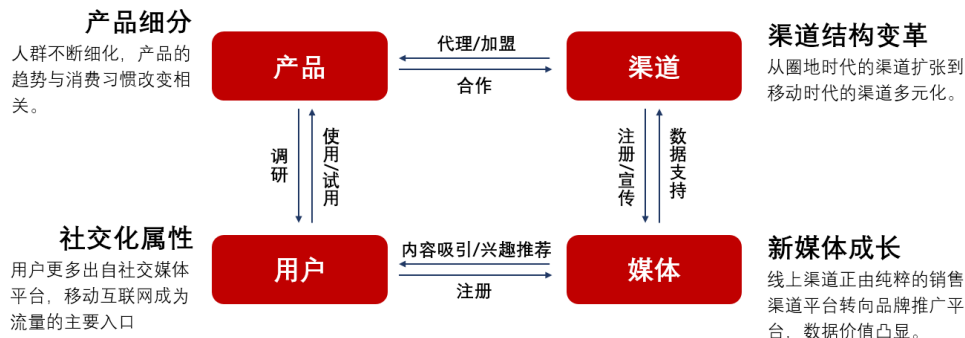 产品细分
人群不断细化，产品的
趋势与消费习惯改变相
关。
产品
代理/加盟
合作
渠道
渠道结构变革
从圈地时代的渠道扩张到
移动时代的渠道多元化。
调研
使用/试用
注册/宣传
数据支持
社交化属性
用户更多出自社交媒体
平台，移动互联网成为
流量的主要入口
用户
内容吸引/兴趣推荐
注册
媒体
新媒体成长
线上渠道正由纯粹的销售
渠道平台转向品牌推广平
台，数据价值凸显。